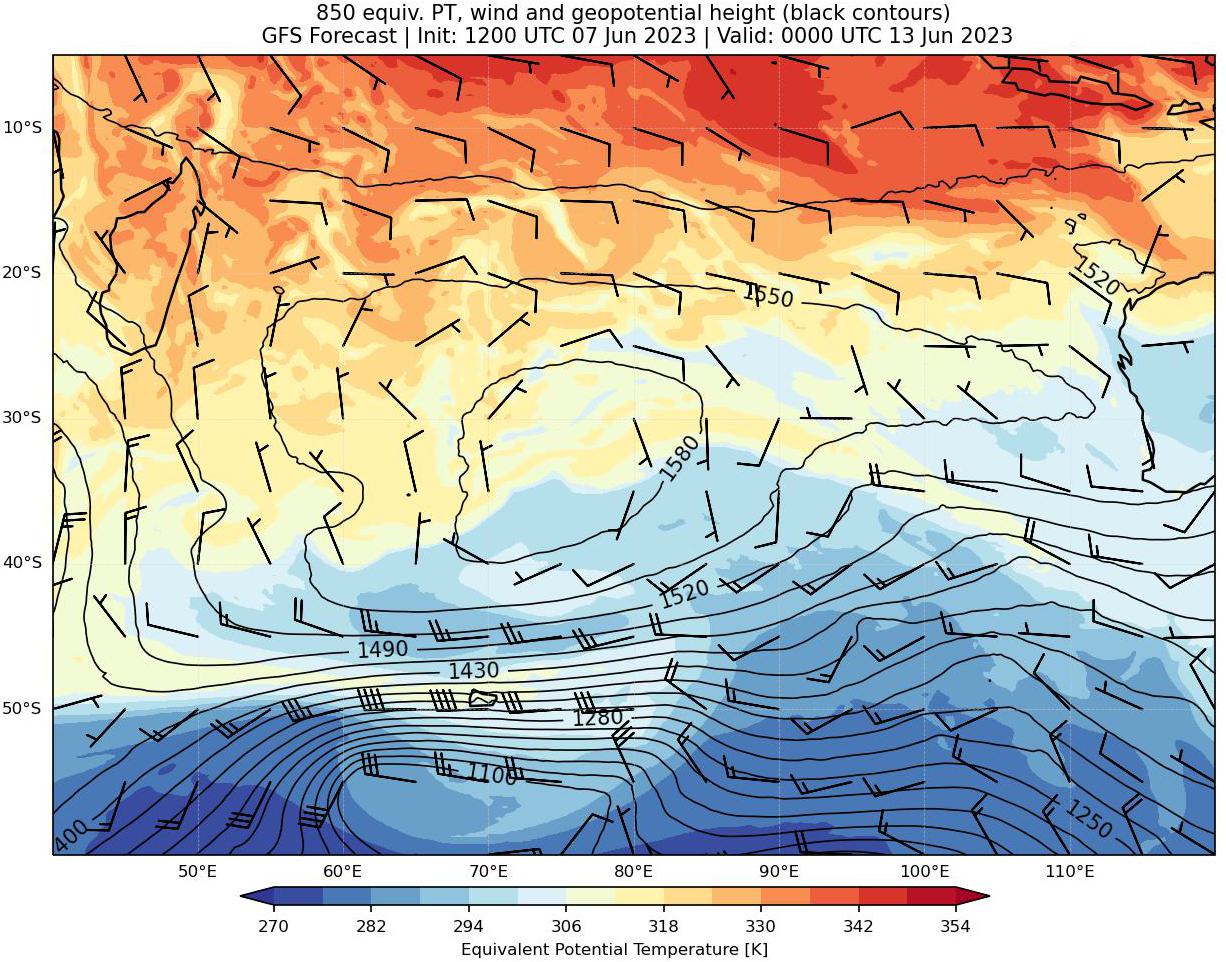 850 equiv. PT, wind and geopotential height (black contours)
GFS Forecast | Init: 1200 UTC 07 Jun 2023 | Valid: 0000 UTC 13 Jun 2023
10°S
20°S
1520
1550
30°S
1580
40°S
1520
1490
1430
50°S
1280
1100
400
1250
50°E
60°E
70°E
80°E
90°E
100°E
110°E
270
282
294
306
318
330
342
354
Equivalent Potential Temperature [K]